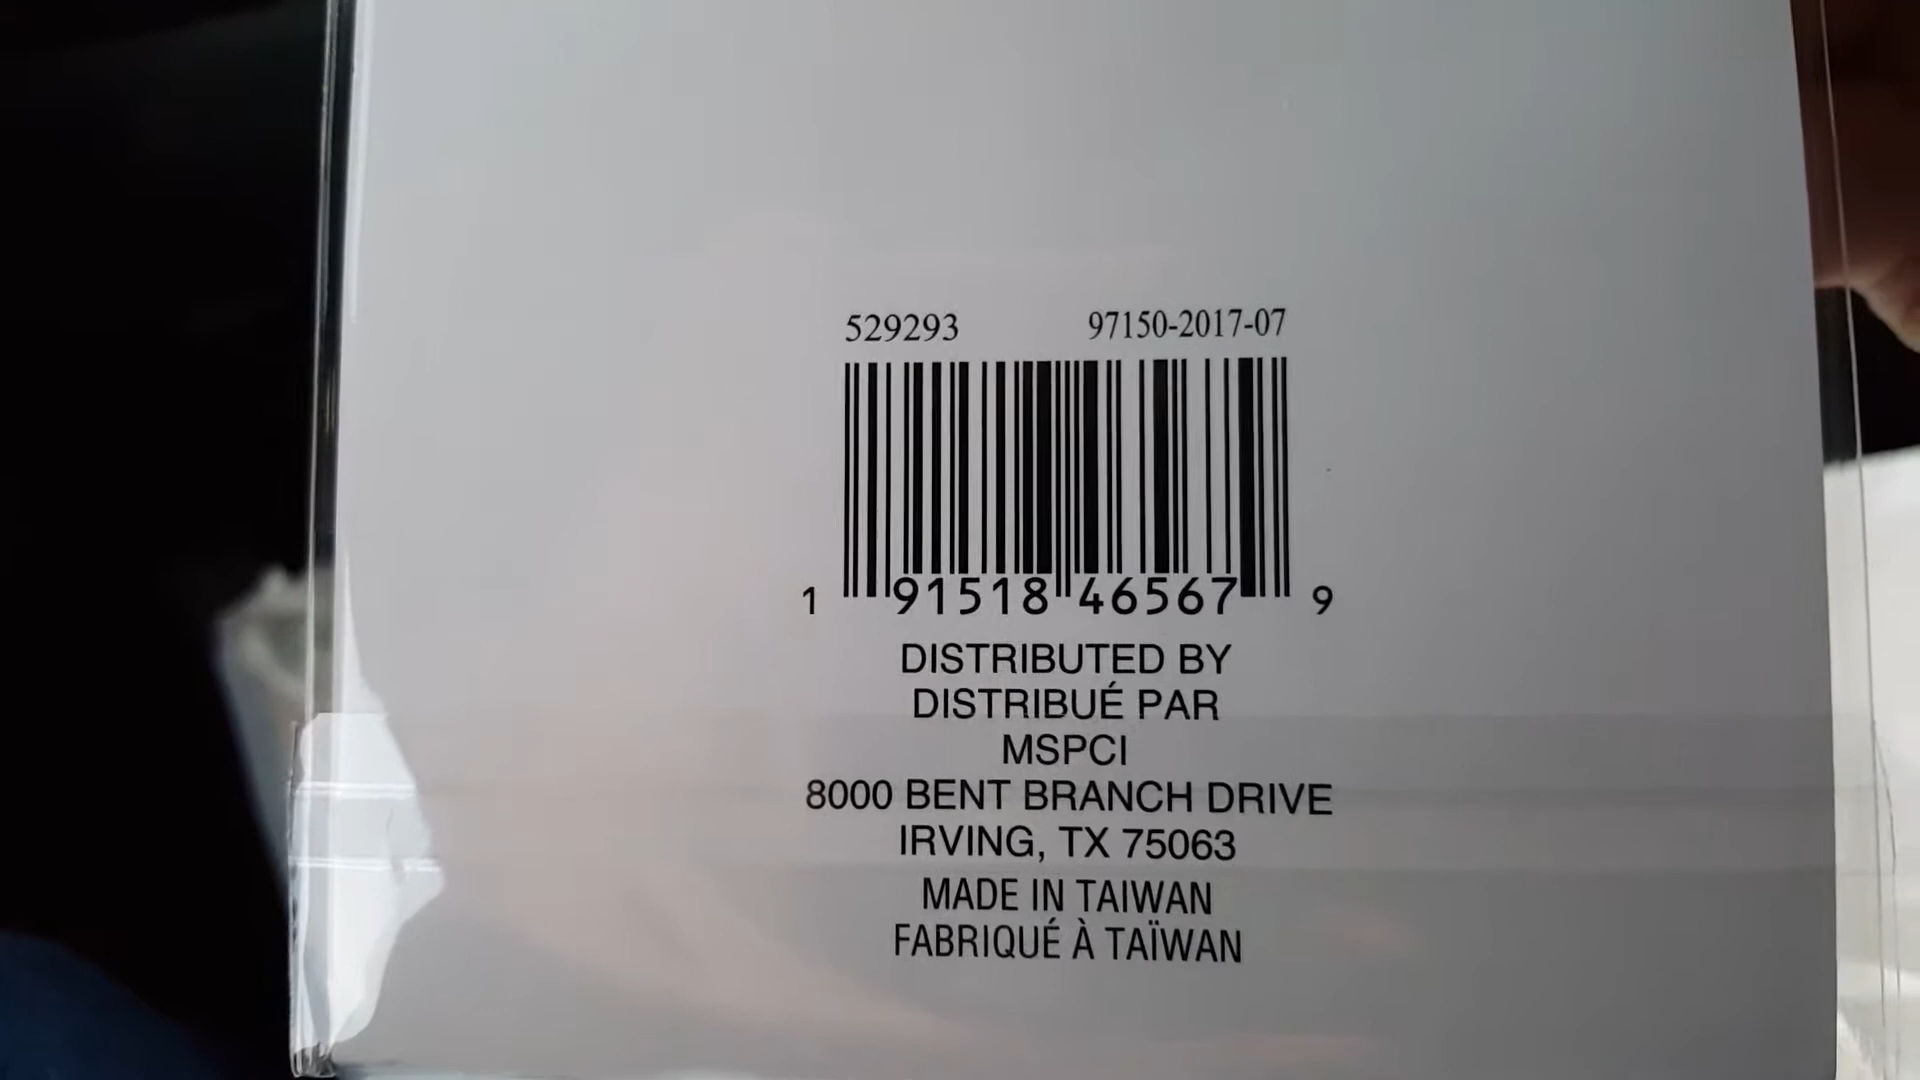 529293 97150-2017-07
1 91518 46567 9
DISTRIBUTED BY
DISTRIBUÉ PAR
MSPCI
8000 BENT BRANCH DRIVE
IRVING, TX 75063
MADE IN TAIWAN
FABRIQUÉ À TAÏWAN